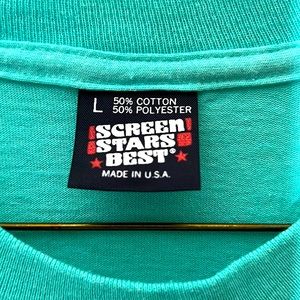 L 50% COTTON
50% POLYESTER
SCREEN
STARS
BEST®
MADE IN U.S.A.